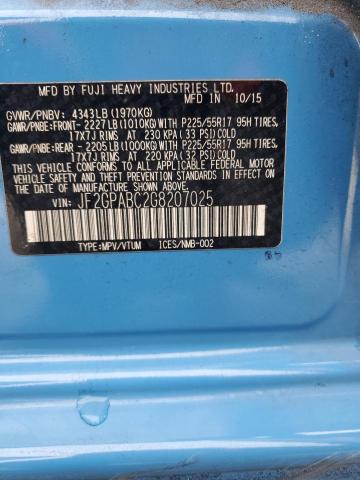 MFD BY FUJI HEAVY INDUSTRIES LTD.
10/15
GVWR/PNBV: 4343LB(1970KG)
GAWR/PNBE:FRONT- 2227LB(1010KG)WITH P225/55R17 95H TIRES,
17X7J RIMS, AT 230 KPA(33 PSI)COLD
GAWR/PNBE:REAR - 2205LB(1000KG)WITH P225/55R17 95H TIRES,
17X7J RIMS, AT 220 KPA(32 PSI)COLD
THIS VEHICLE CONFORMS TO ALL APPLICABLE FEDERAL MOTOR
VEHICLE SAFETY AND THEFT PREVENTION STANDARDS IN EFFECT
ON THE DATE OF MANUFACTURE SHOWN ABOVE.
VIN: JF2GPABC2G8207025
TYPE:MPV/VTUM ICES/NMB-002